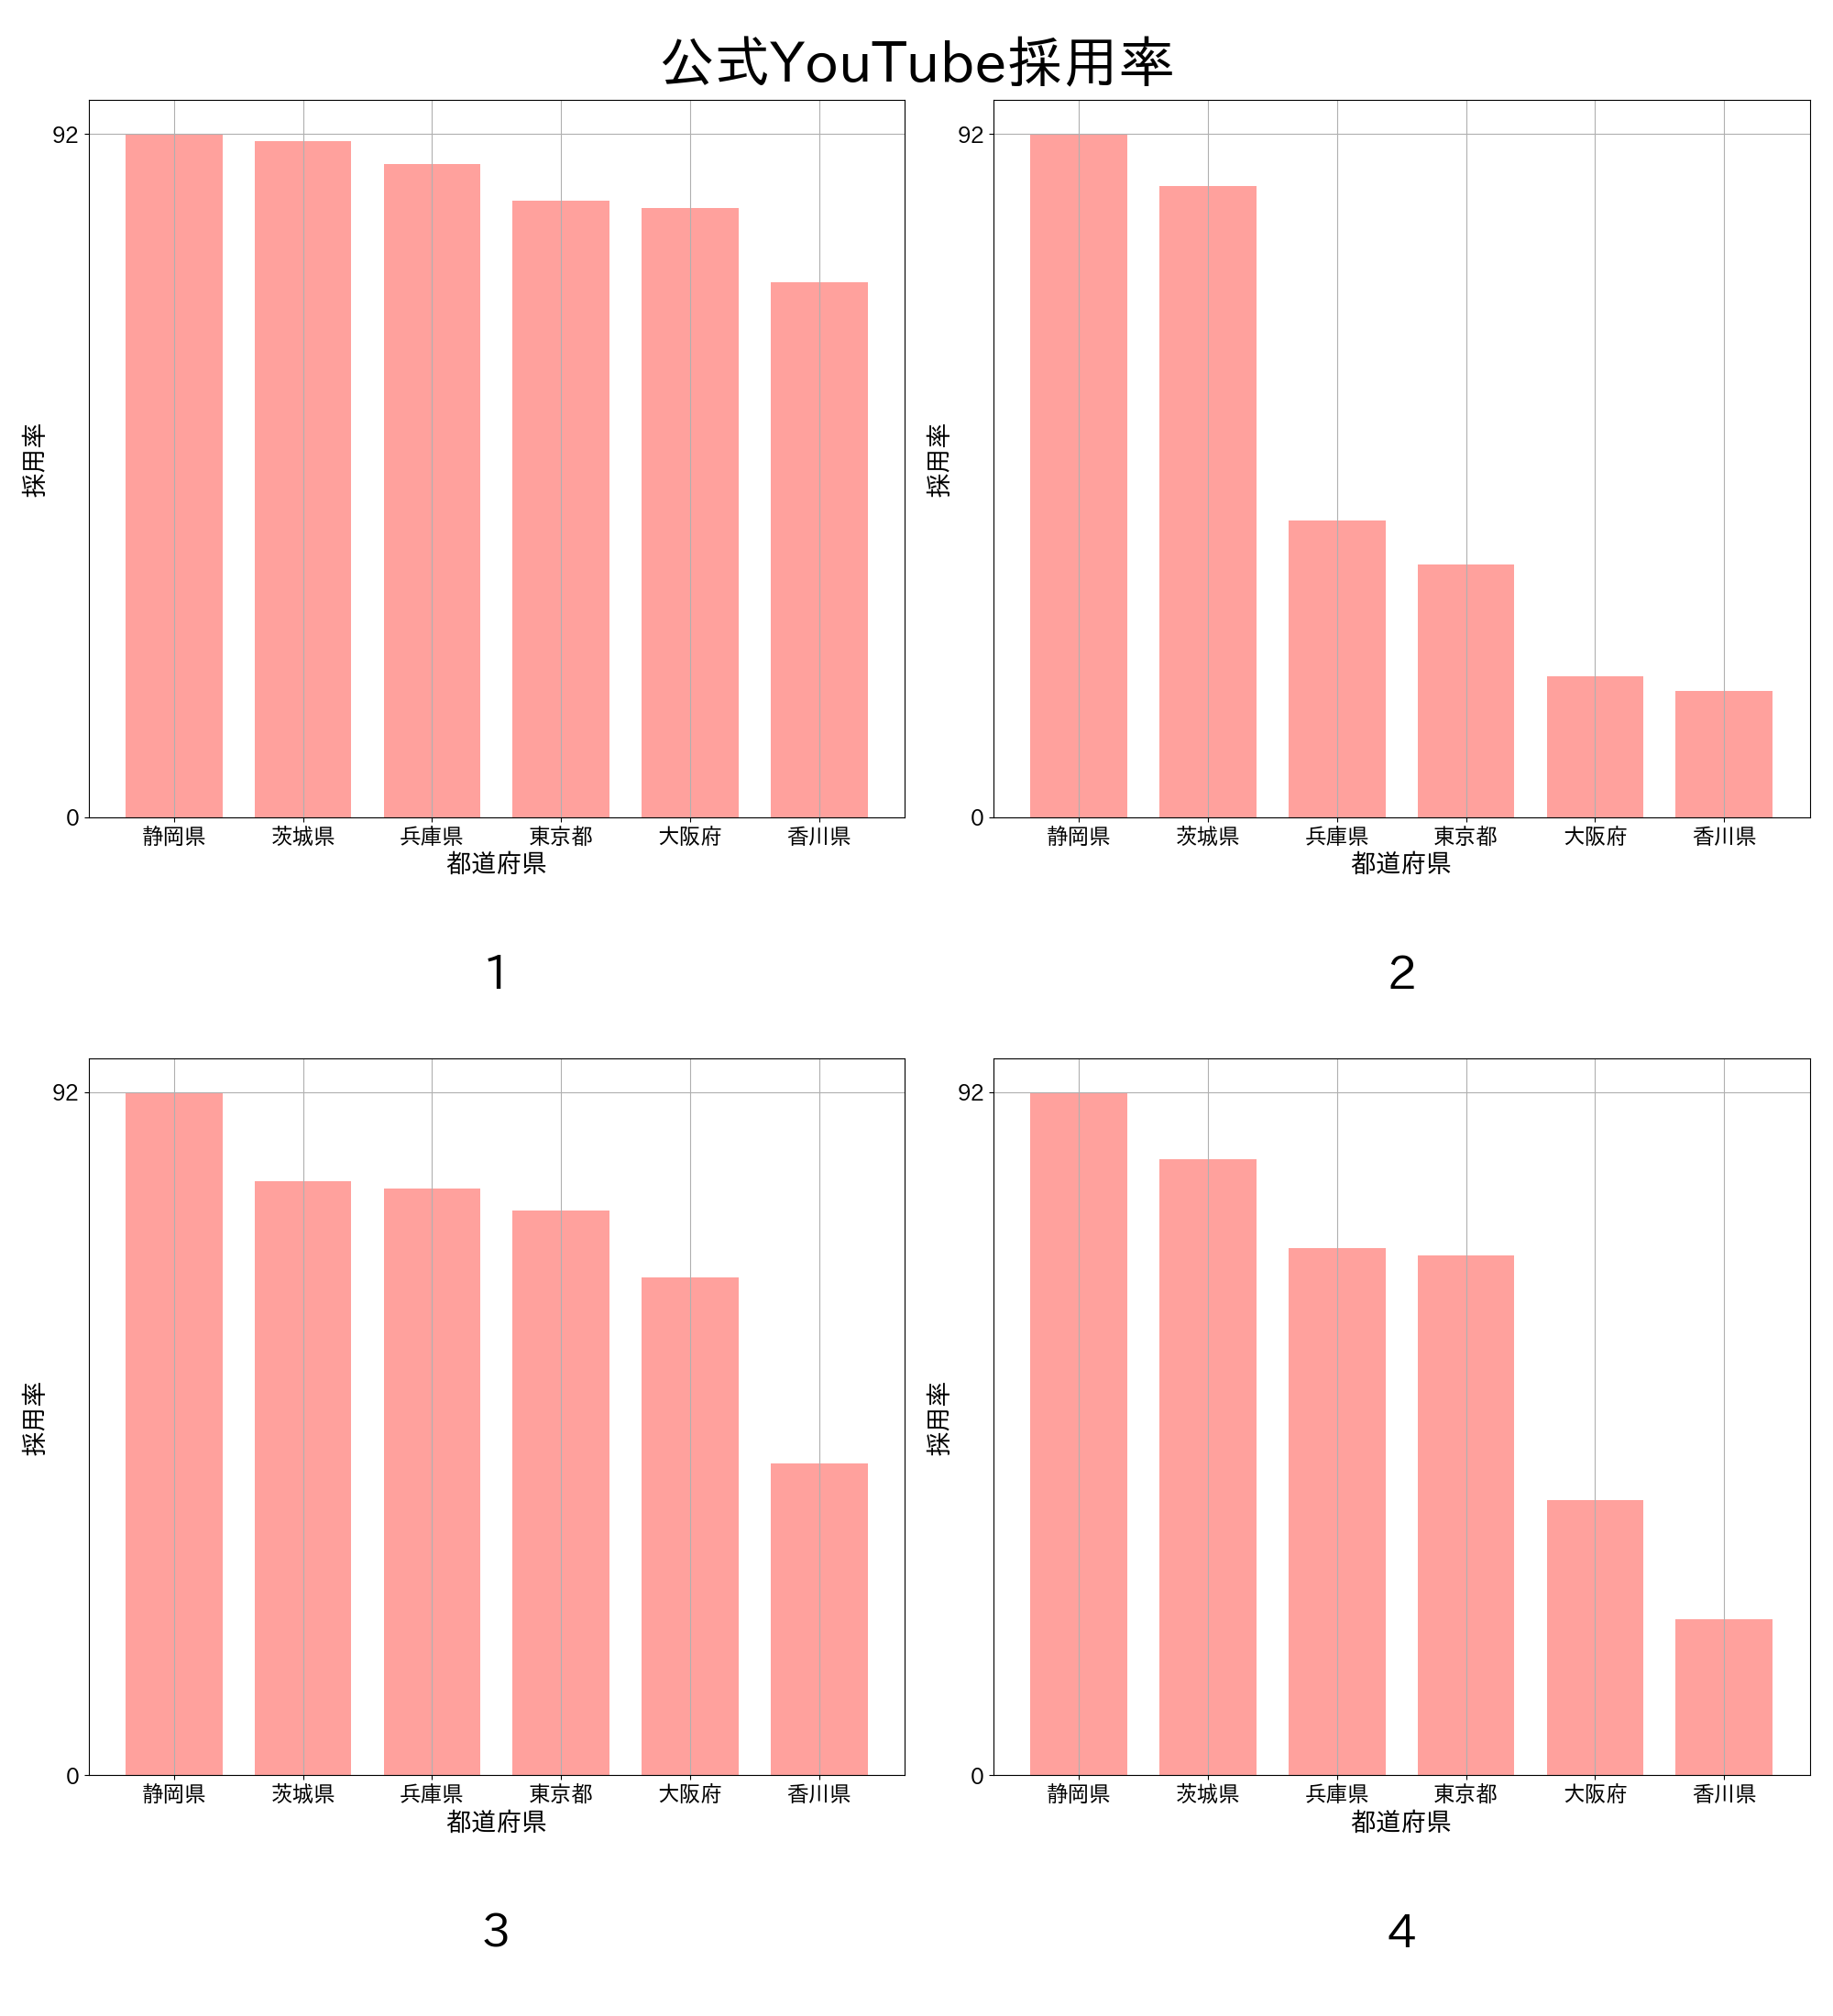 公式YouTube採用率
92
採用率
0
静岡県 茨城県 兵庫県 東京都 大阪府 香川県
都道府県
1
92
採用率
0
静岡県 茨城県 兵庫県 東京都 大阪府 香川県
都道府県
2
92
採用率
0
静岡県 茨城県 兵庫県 東京都 大阪府 香川県
都道府県
3
92
採用率
0
静岡県 茨城県 兵庫県 東京都 大阪府 香川県
都道府県
4